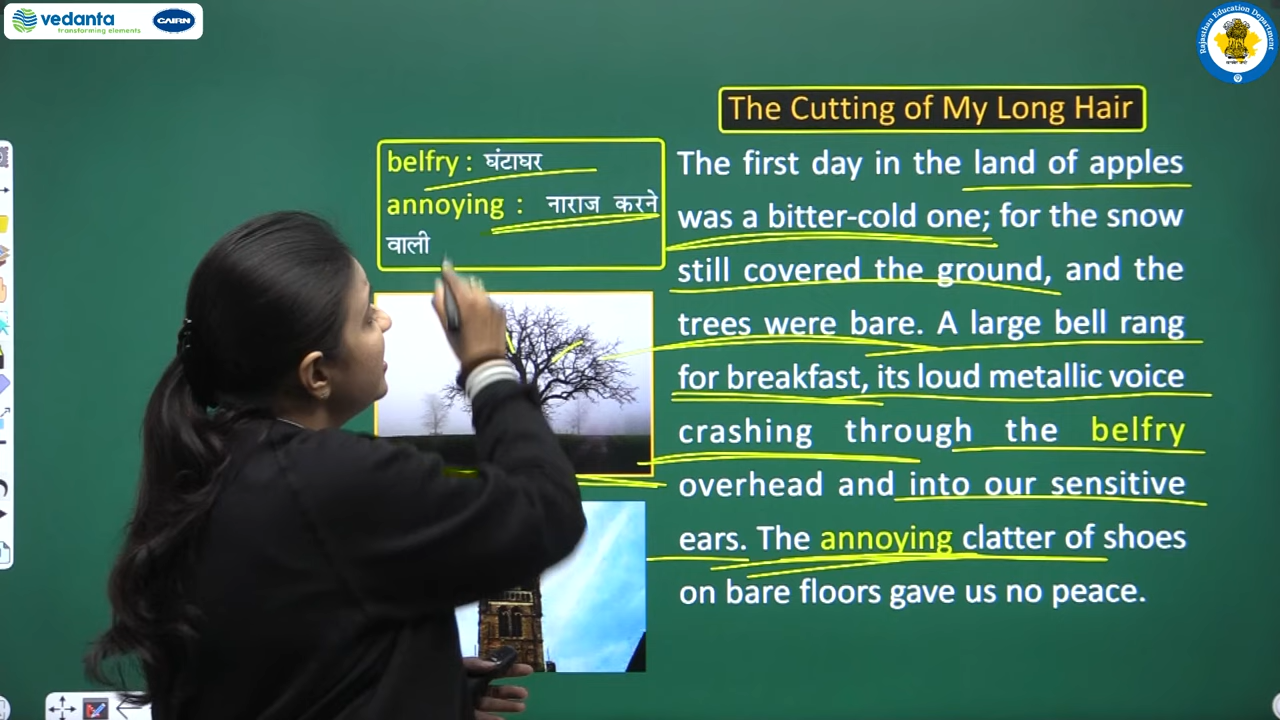 vedanta
transforming elements
CAIRN
Rajasthan Education Department
The Cutting of My Long Hair
belfry : घंटाघर
annoying : नाराज करने
वाली
The first day in the land of apples
was a bitter-cold one; for the snow
still covered the ground, and the
trees were bare. A large bell rang
for breakfast, its loud metallic voice
crashing through the belfry
overhead and into our sensitive
ears. The annoying clatter of shoes
on bare floors gave us no peace.